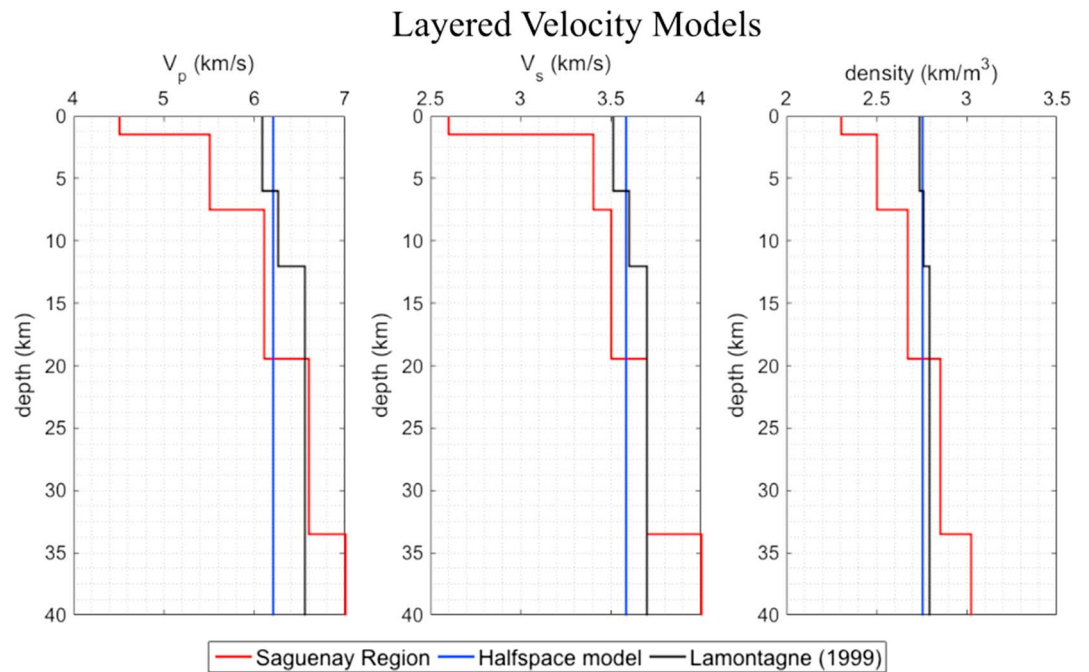 Layered Velocity Models
V_p (km/s)
4 5 6 7
depth (km)
0
5
10
15
20
25
30
35
40
V_s (km/s)
2.5 3 3.5 4
depth (km)
0
5
10
15
20
25
30
35
40
density (km/m³)
2 2.5 3 3.5
depth (km)
0
5
10
15
20
25
30
35
40
Saguenay Region Halfspace model Lamontagne (1999)